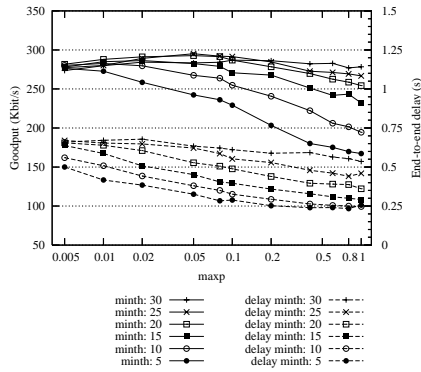 350
300
250
200
150
100
50
Goodput (Kbit/s)
1.5
1.25
1
0.75
0.5
0.25
0
End-to-end delay (s)
0.005 0.01 0.02 0.05 0.1 0.2 0.5 0.8 1
maxp
minth: 30 delay minth: 30
minth: 25 delay minth: 25
minth: 20 delay minth: 20
minth: 15 delay minth: 15
minth: 10 delay minth: 10
minth: 5 delay minth: 5